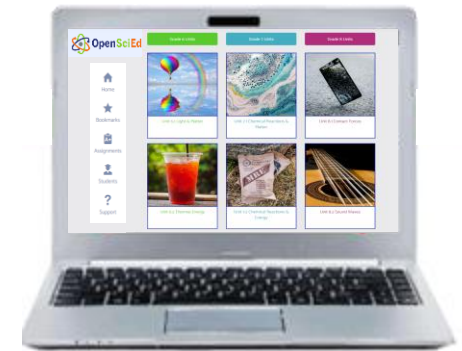 OpenSciEd
Grade 6 Units
Grade 7 Units
Grade 8 Units
Home
Bookmarks
Assignments
Students
?
Support
Unit 6.1 Light & Matter
Unit 7.1 Chemical Reactions &
Matter
Unit 8.1 Contact Forces
Unit 6.2 Thermal Energy
Unit 7.2 Chemical Reactions &
Energy
Unit 8.2 Sound Waves